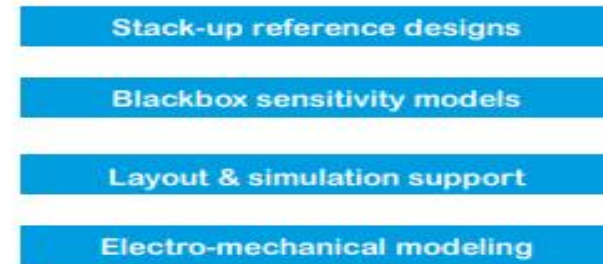 Stack-up reference designs
Blackbox sensitivity models
Layout & simulation support
Electro-mechanical modeling